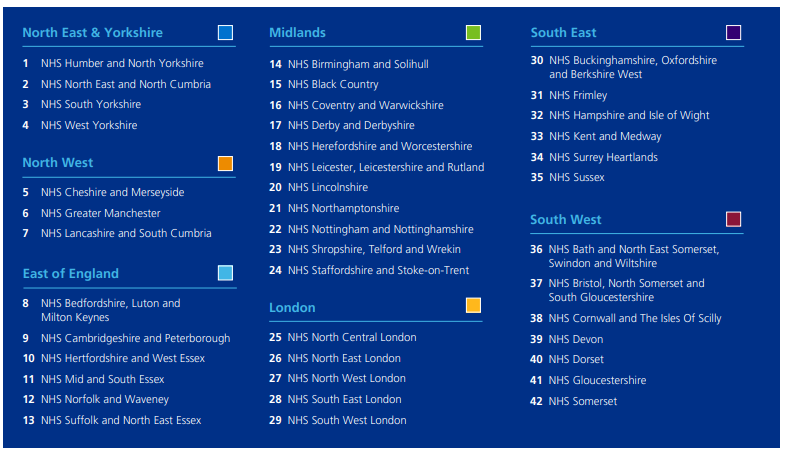 North East & Yorkshire
1 NHS Humber and North Yorkshire
2 NHS North East and North Cumbria
3 NHS South Yorkshire
4 NHS West Yorkshire
North West
5 NHS Cheshire and Merseyside
6 NHS Greater Manchester
7 NHS Lancashire and South Cumbria
East of England
8 NHS Bedfordshire, Luton and
Milton Keynes
9 NHS Cambridgeshire and Peterborough
10 NHS Hertfordshire and West Essex
11 NHS Mid and South Essex
12 NHS Norfolk and Waveney
13 NHS Suffolk and North East Essex
Midlands
14 NHS Birmingham and Solihull
15 NHS Black Country
16 NHS Coventry and Warwickshire
17 NHS Derby and Derbyshire
18 NHS Herefordshire and Worcestershire
19 NHS Leicester, Leicestershire and Rutland
20 NHS Lincolnshire
21 NHS Northamptonshire
22 NHS Nottingham and Nottinghamshire
23 NHS Shropshire, Telford and Wrekin
24 NHS Staffordshire and Stoke-on-Trent
London
25 NHS North Central London
26 NHS North East London
27 NHS North West London
28 NHS South East London
29 NHS South West London
South East
30 NHS Buckinghamshire, Oxfordshire
and Berkshire West
31 NHS Frimley
32 NHS Hampshire and Isle of Wight
33 NHS Kent and Medway
34 NHS Surrey Heartlands
35 NHS Sussex
South West
36 NHS Bath and North East Somerset,
Swindon and Wiltshire
37 NHS Bristol, North Somerset and
South Gloucestershire
38 NHS Cornwall and The Isles Of Scilly
39 NHS Devon
40 NHS Dorset
41 NHS Gloucestershire
42 NHS Somerset